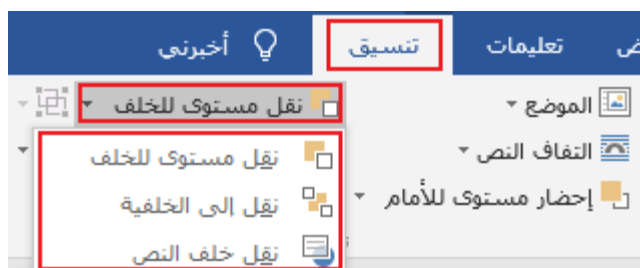 تعليمات تنسيق أخبرني
الموضع نقل مستوى للخلف
التفاف النص
إحضار مستوى للأمام
نقل مستوى للخلف
نقل إلى الخلفية
نقل خلف النص